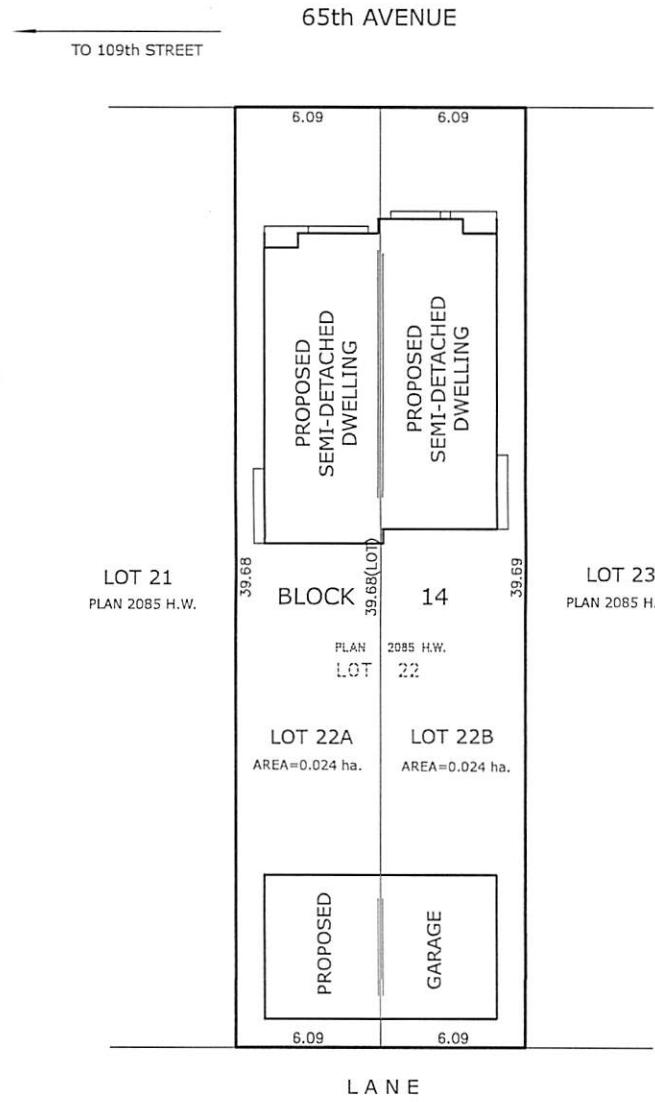 65th AVENUE
TO 109th STREET
6.09 6.09
PROPOSED
SEMI-DETACHED
DWELLING
PROPOSED
SEMI-DETACHED
DWELLING
39.68
39.68(LOT)
39.69
LOT 21
PLAN 2085 H.W.
BLOCK 14
LOT 23
PLAN 2085 H.
PLAN 2085 H.W.
LOT 22
LOT 22A
AREA=0.024 ha.
LOT 22B
AREA=0.024 ha.
PROPOSED
GARAGE
6.09 6.09
LANE